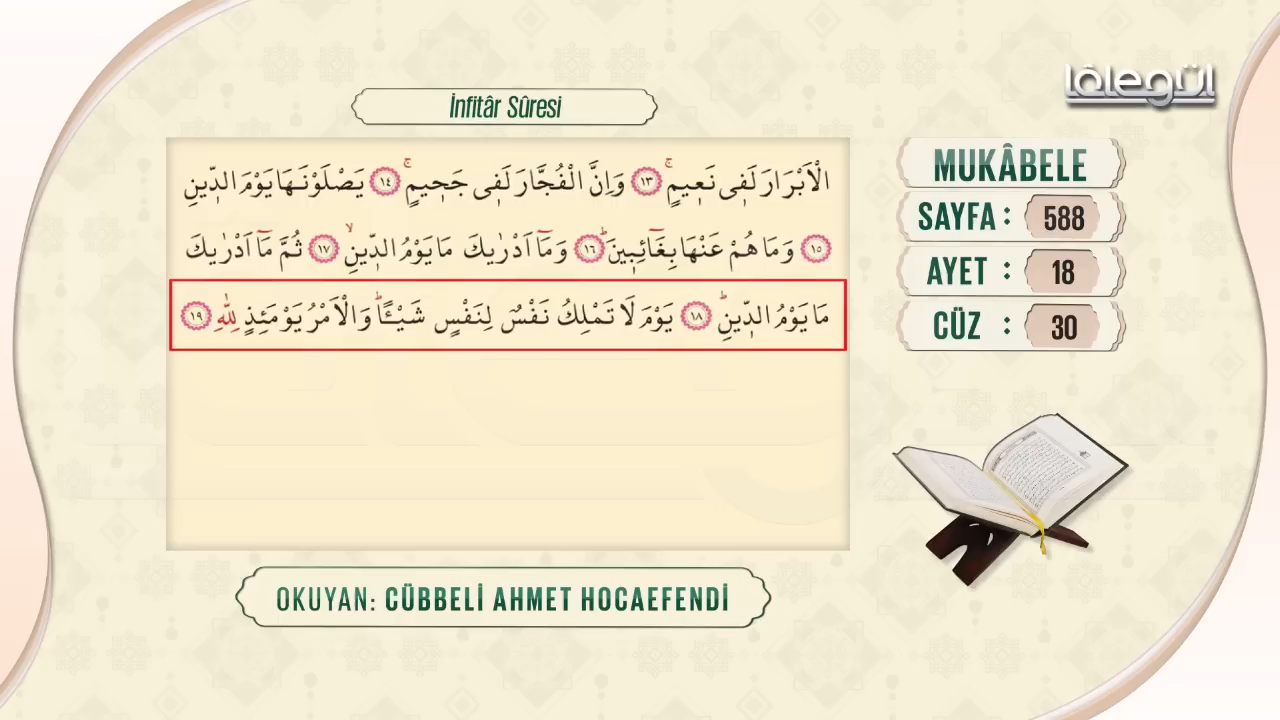 lâlegül
İnfitâr Sûresi
الْاَبْرَارَ لَفٖى نَعٖيمٍۚ ﴿١٣﴾ وَاِنَّ الْفُجَّارَ لَفٖى جَحٖيمٍۚ ﴿١٤﴾ يَصْلَوْنَهَا يَوْمَ الدّٖينِ
﴿١٥﴾ وَمَا هُمْ عَنْهَا بِغَٓائِبٖينَؕ ﴿١٦﴾ وَمَٓا اَدْرٰيكَ مَا يَوْمُ الدّٖينِۙ ﴿١٧﴾ ثُمَّ مَٓا اَدْرٰيكَ
مَا يَوْمُ الدّٖينِؕ ﴿١٨﴾ يَوْمَ لَا تَمْلِكُ نَفْسٌ لِنَفْسٍ شَيْـًٔاؕ وَالْاَمْرُ يَوْمَئِذٍ لِلّٰهِ ﴿١٩﴾
MUKÂBELE
SAYFA : 588
AYET : 18
CÜZ : 30
OKUYAN: CÜBBELİ AHMET HOCAEFENDİ